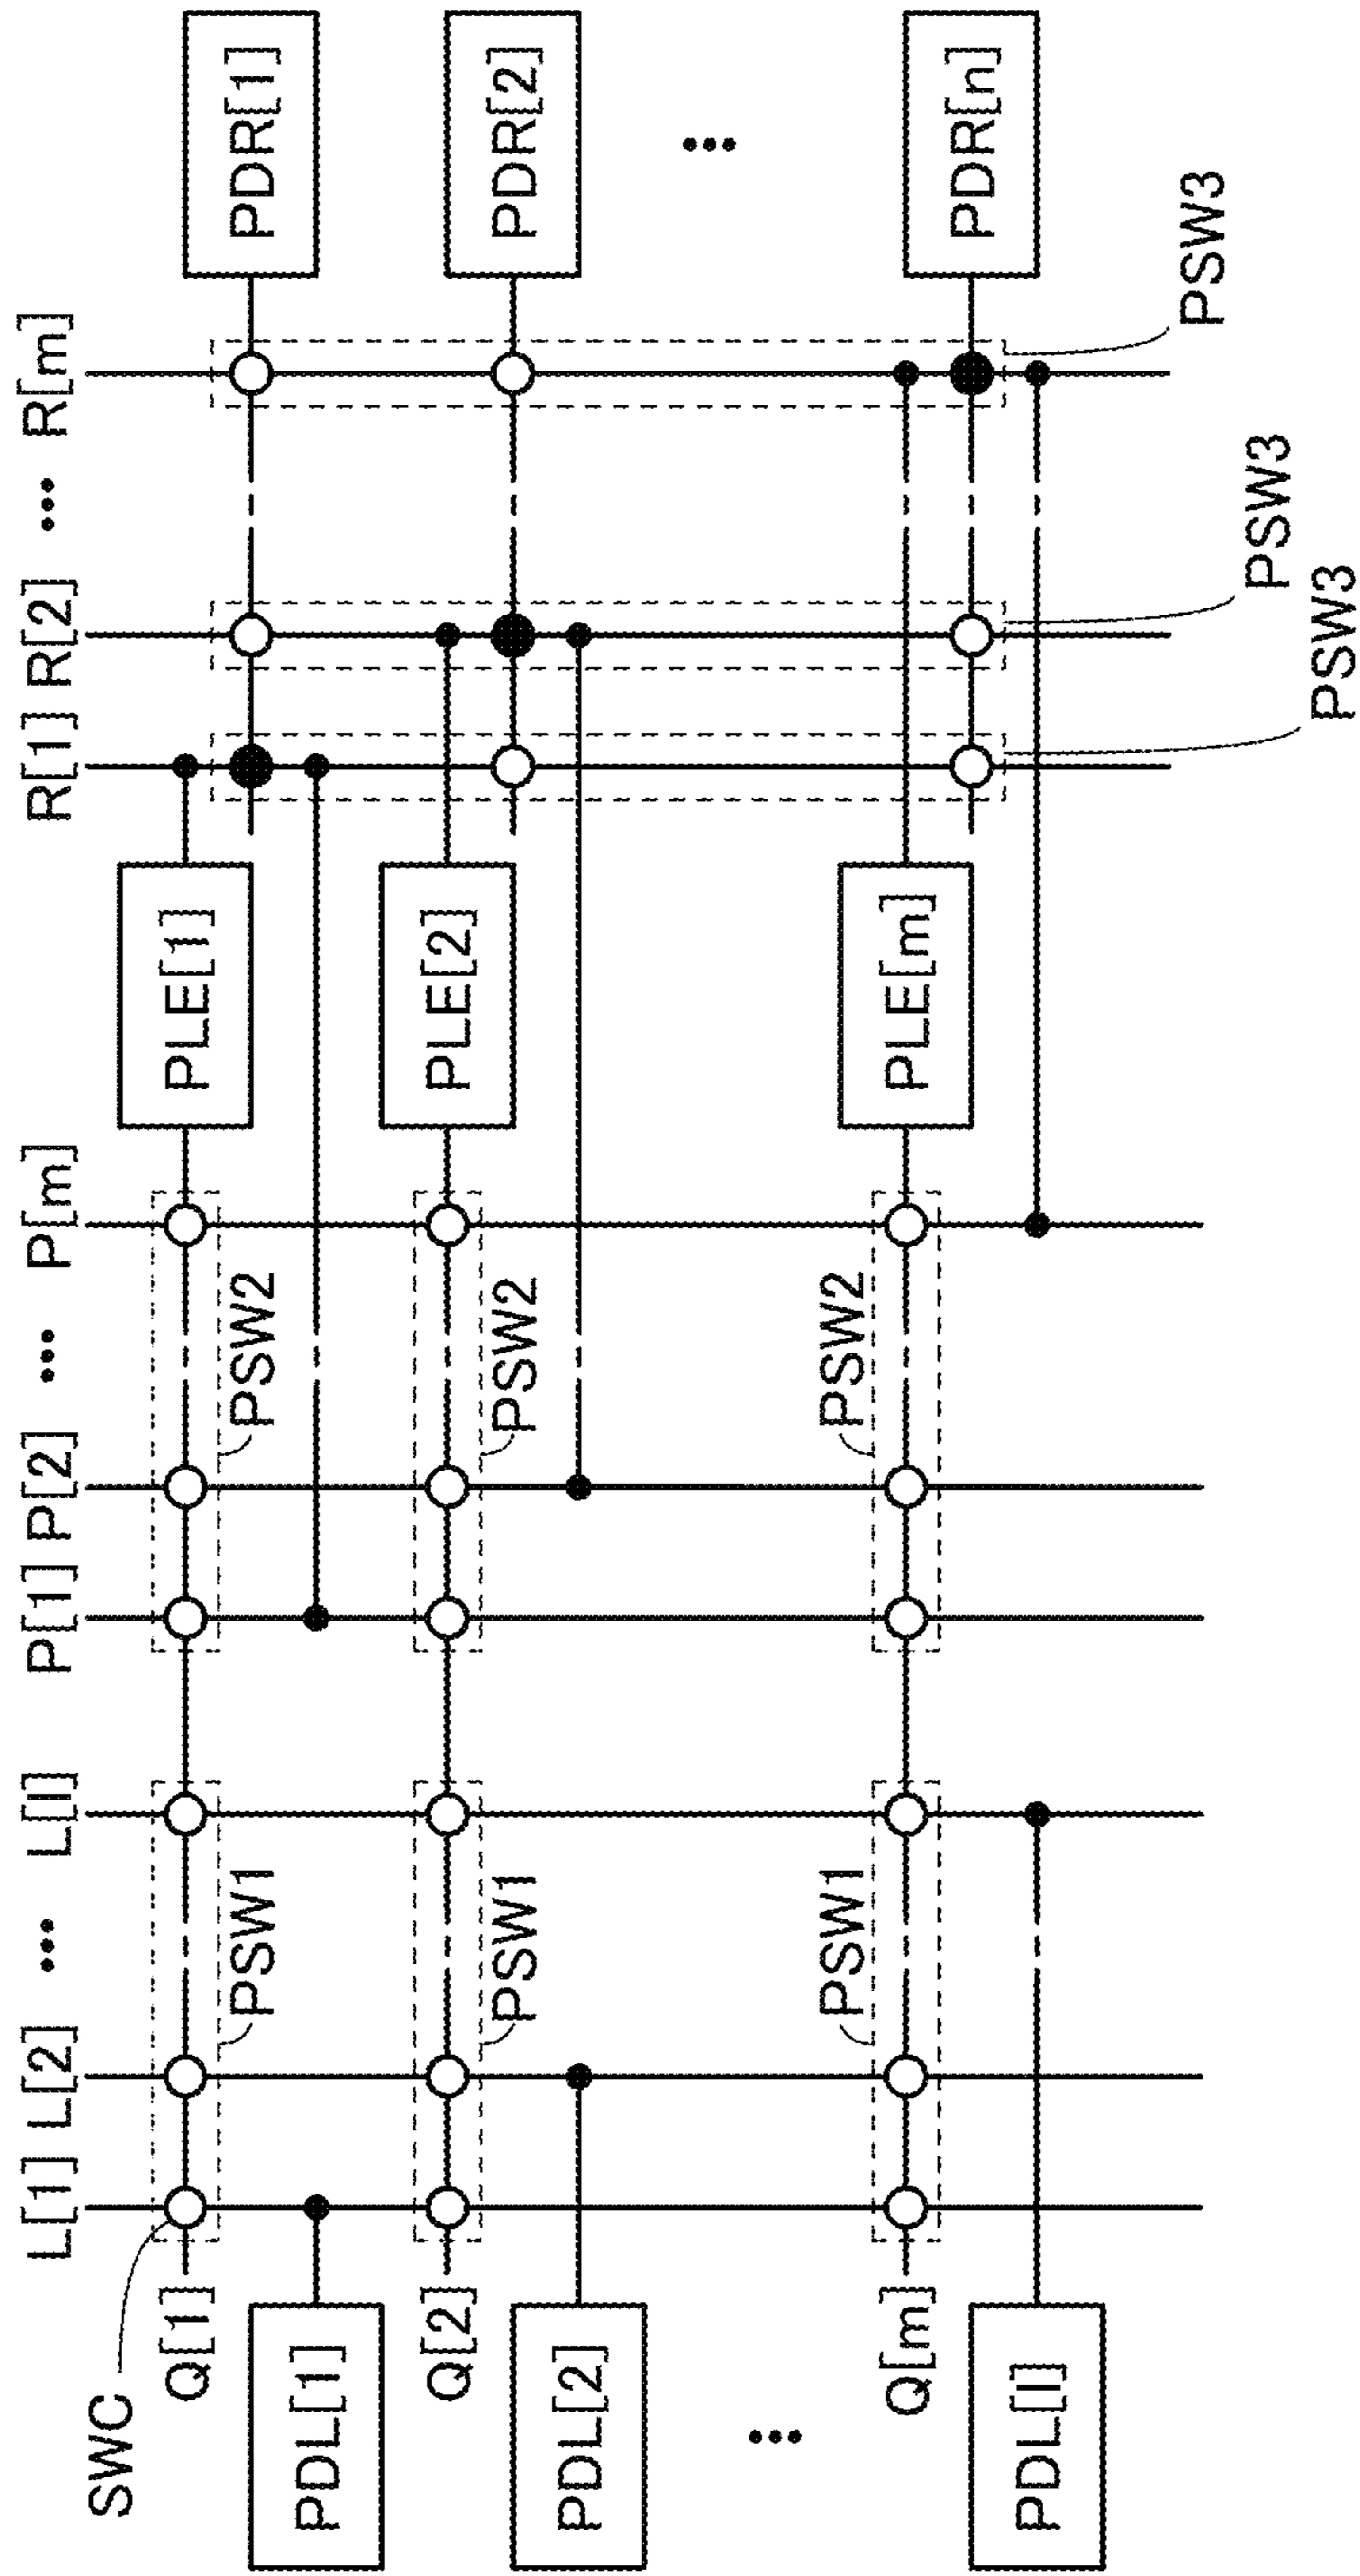 L[1] L[2] ... L[l] P[1] P[2] ... P[m] R[1] R[2] ... R[m]
SWC
Q[1] PLE[1]
PSW1 PSW2 PDR[1]
PDL[1]
Q[2] PLE[2]
PSW1 PSW2 PDR[2]
PDL[2]
...
...
PSW1 PSW2
Q[m] PLE[m]
PDR[n]
PDL[l]
PSW3
PSW3
PSW3